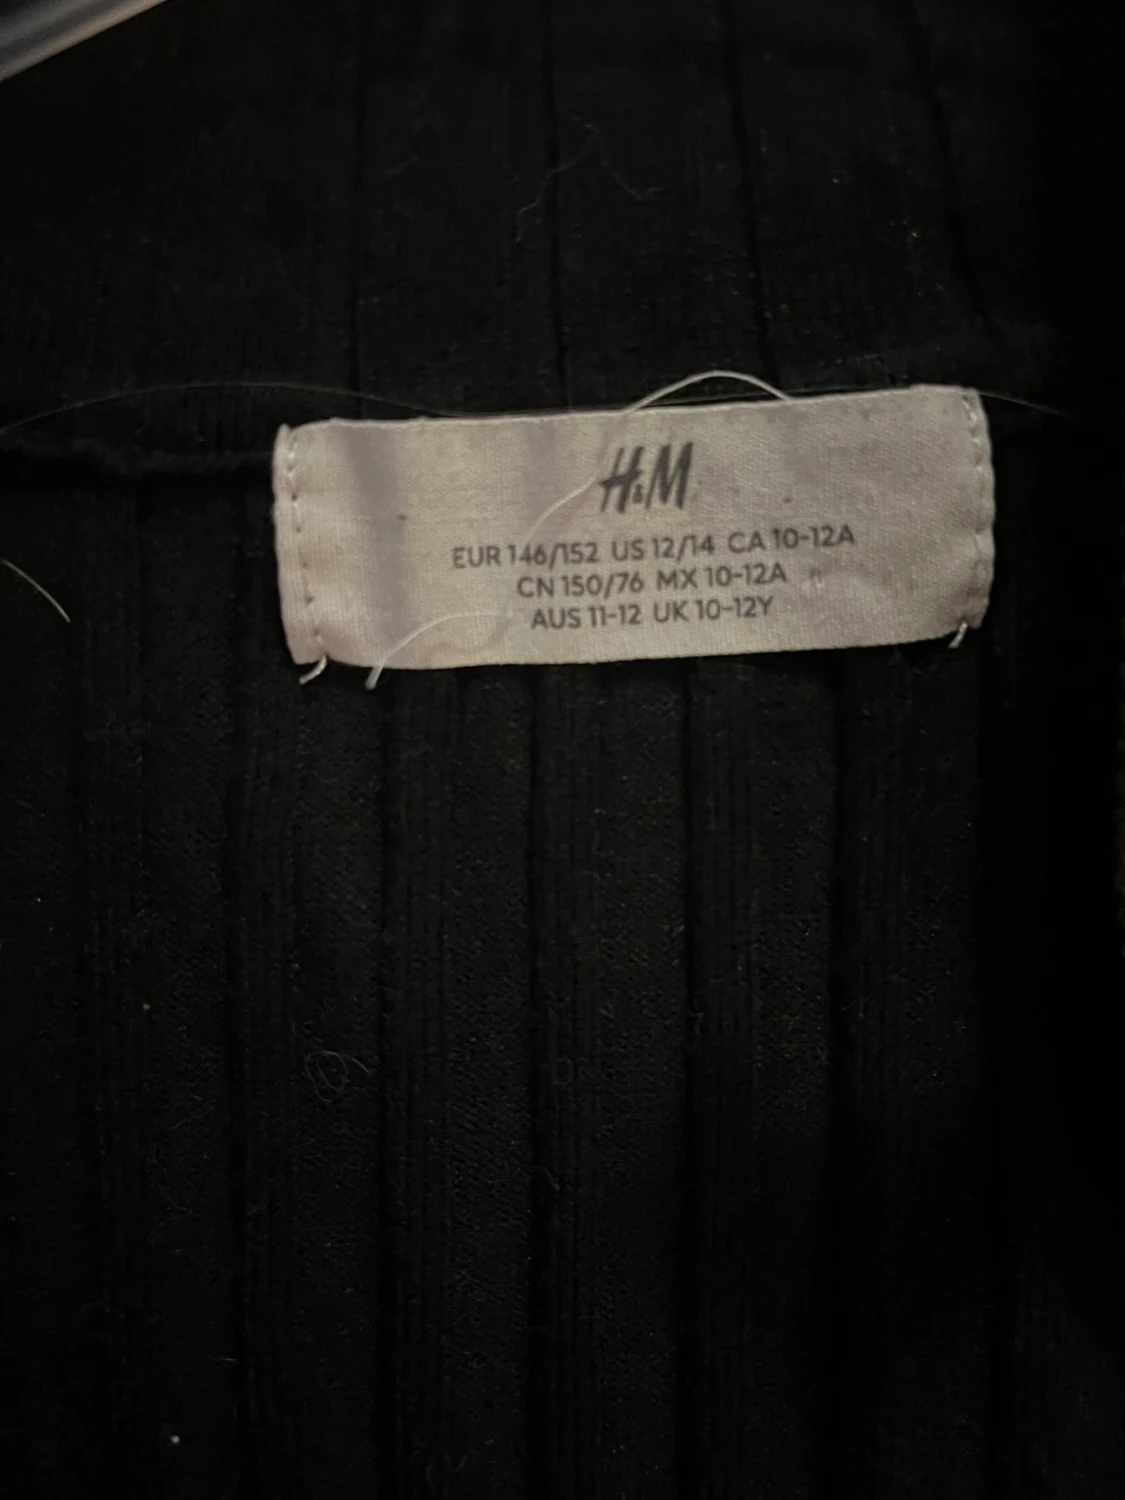 H&M
EUR 146/152 US 12/14 CA 10-12A
CN 150/76 MX 10-12A
AUS 11-12 UK 10-12Y